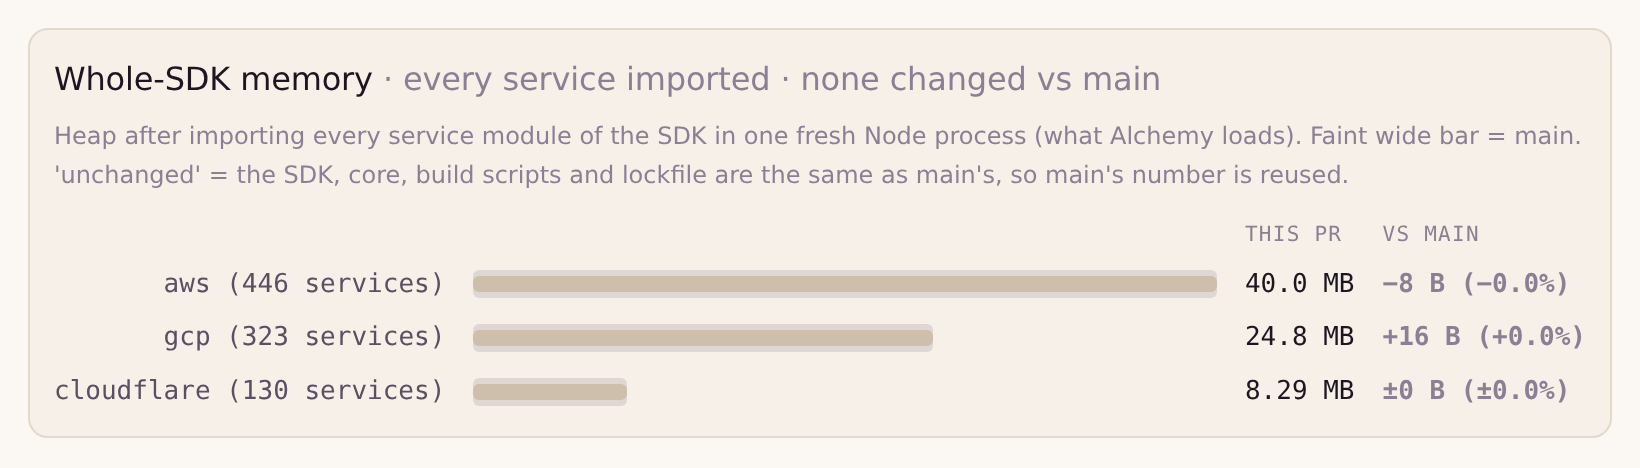 Whole-SDK memory · every service imported · none changed vs main
Heap after importing every service module of the SDK in one fresh Node process (what Alchemy loads). Faint wide bar = main.
'unchanged' = the SDK, core, build scripts and lockfile are the same as main's, so main's number is reused.
THIS PR VS MAIN
aws (446 services) 40.0 MB −8 B (−0.0%)
gcp (323 services) 24.8 MB +16 B (+0.0%)
cloudflare (130 services) 8.29 MB ±0 B (±0.0%)